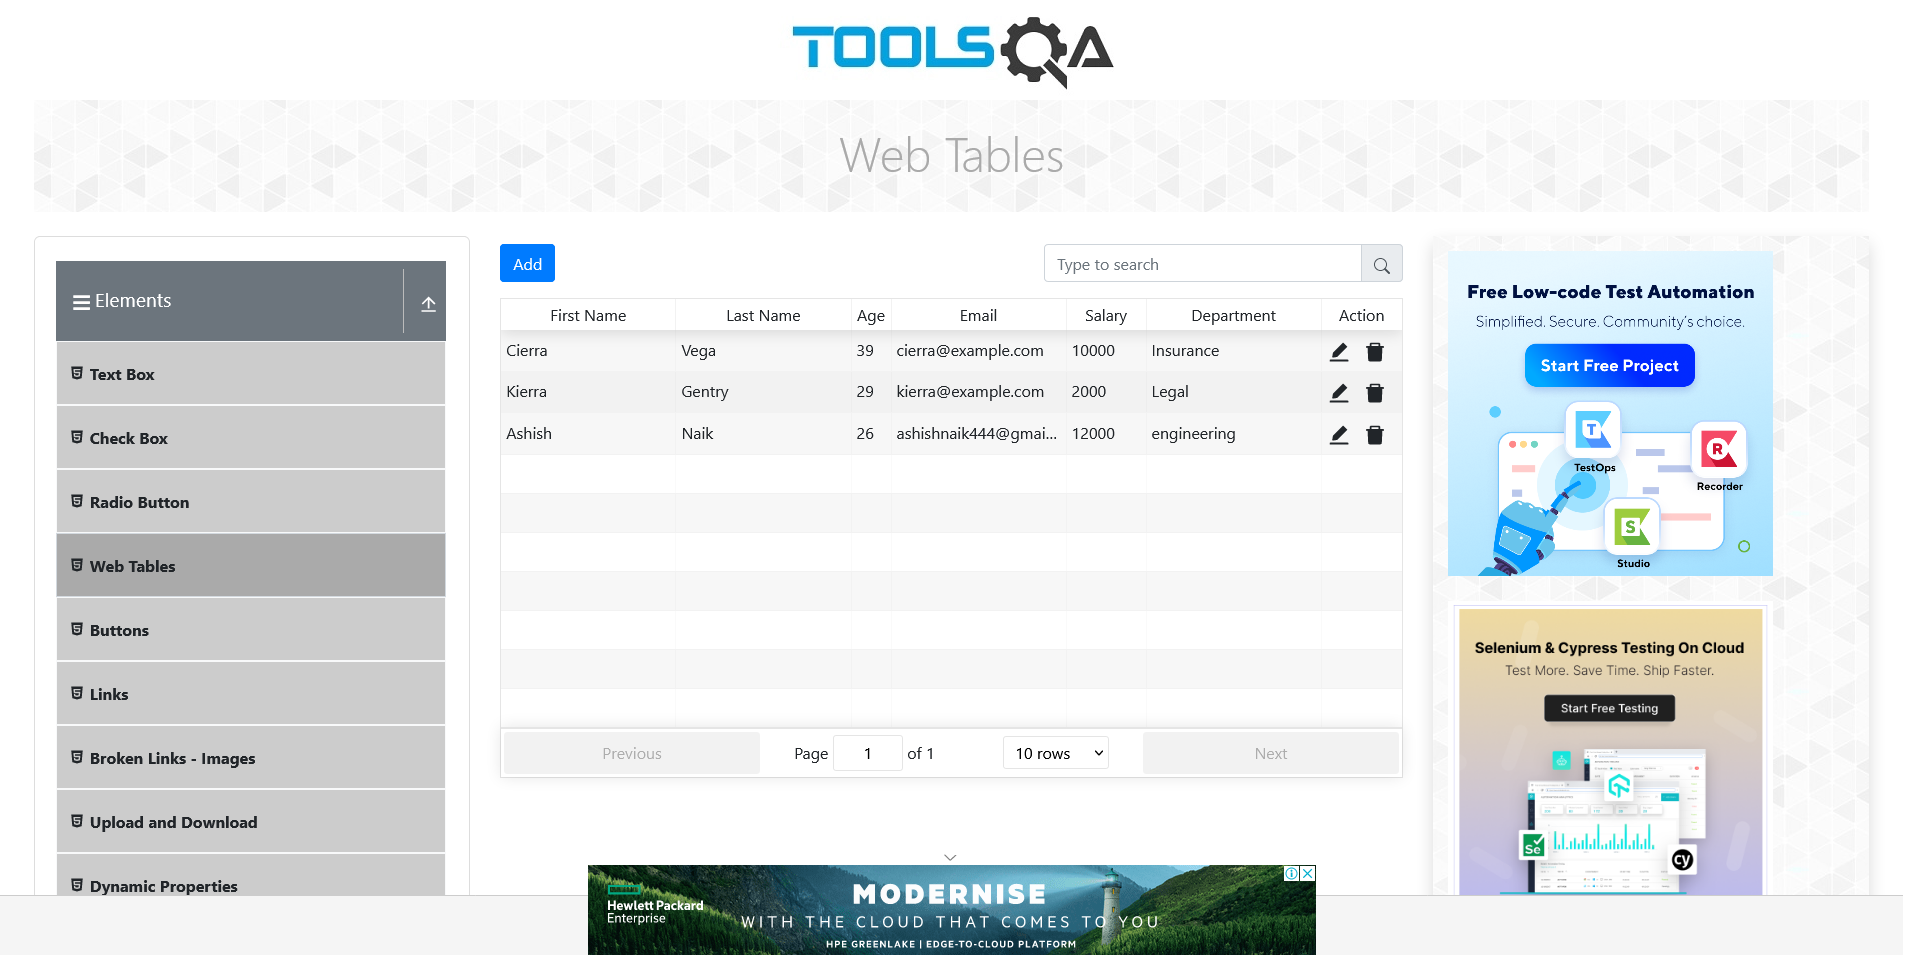 TOOLSQA
Web Tables
Elements
Text Box
Check Box
Radio Button
Web Tables
Buttons
Links
Broken Links - Images
Upload and Download
Dynamic Properties
Add
Type to search
First Name Last Name Age Email Salary Department Action
Cierra Vega 39 cierra@example.com 10000 Insurance
Kierra Gentry 29 kierra@example.com 2000 Legal
Ashish Naik 26 ashishnaik444@gmai... 12000 engineering
Previous Page 1 of 1 10 rows Next
Free Low-code Test Automation
Simplified. Secure. Community's choice.
Start Free Project
T
TestOps
R
Recorder
S
Studio
Selenium & Cypress Testing On Cloud
Test More. Save Time. Ship Faster.
Start Free Testing
Se
cy
Hewlett Packard
Enterprise
MODERNISE
WITH THE CLOUD THAT COMES TO YOU
HPE GREENLAKE | EDGE-TO-CLOUD PLATFORM